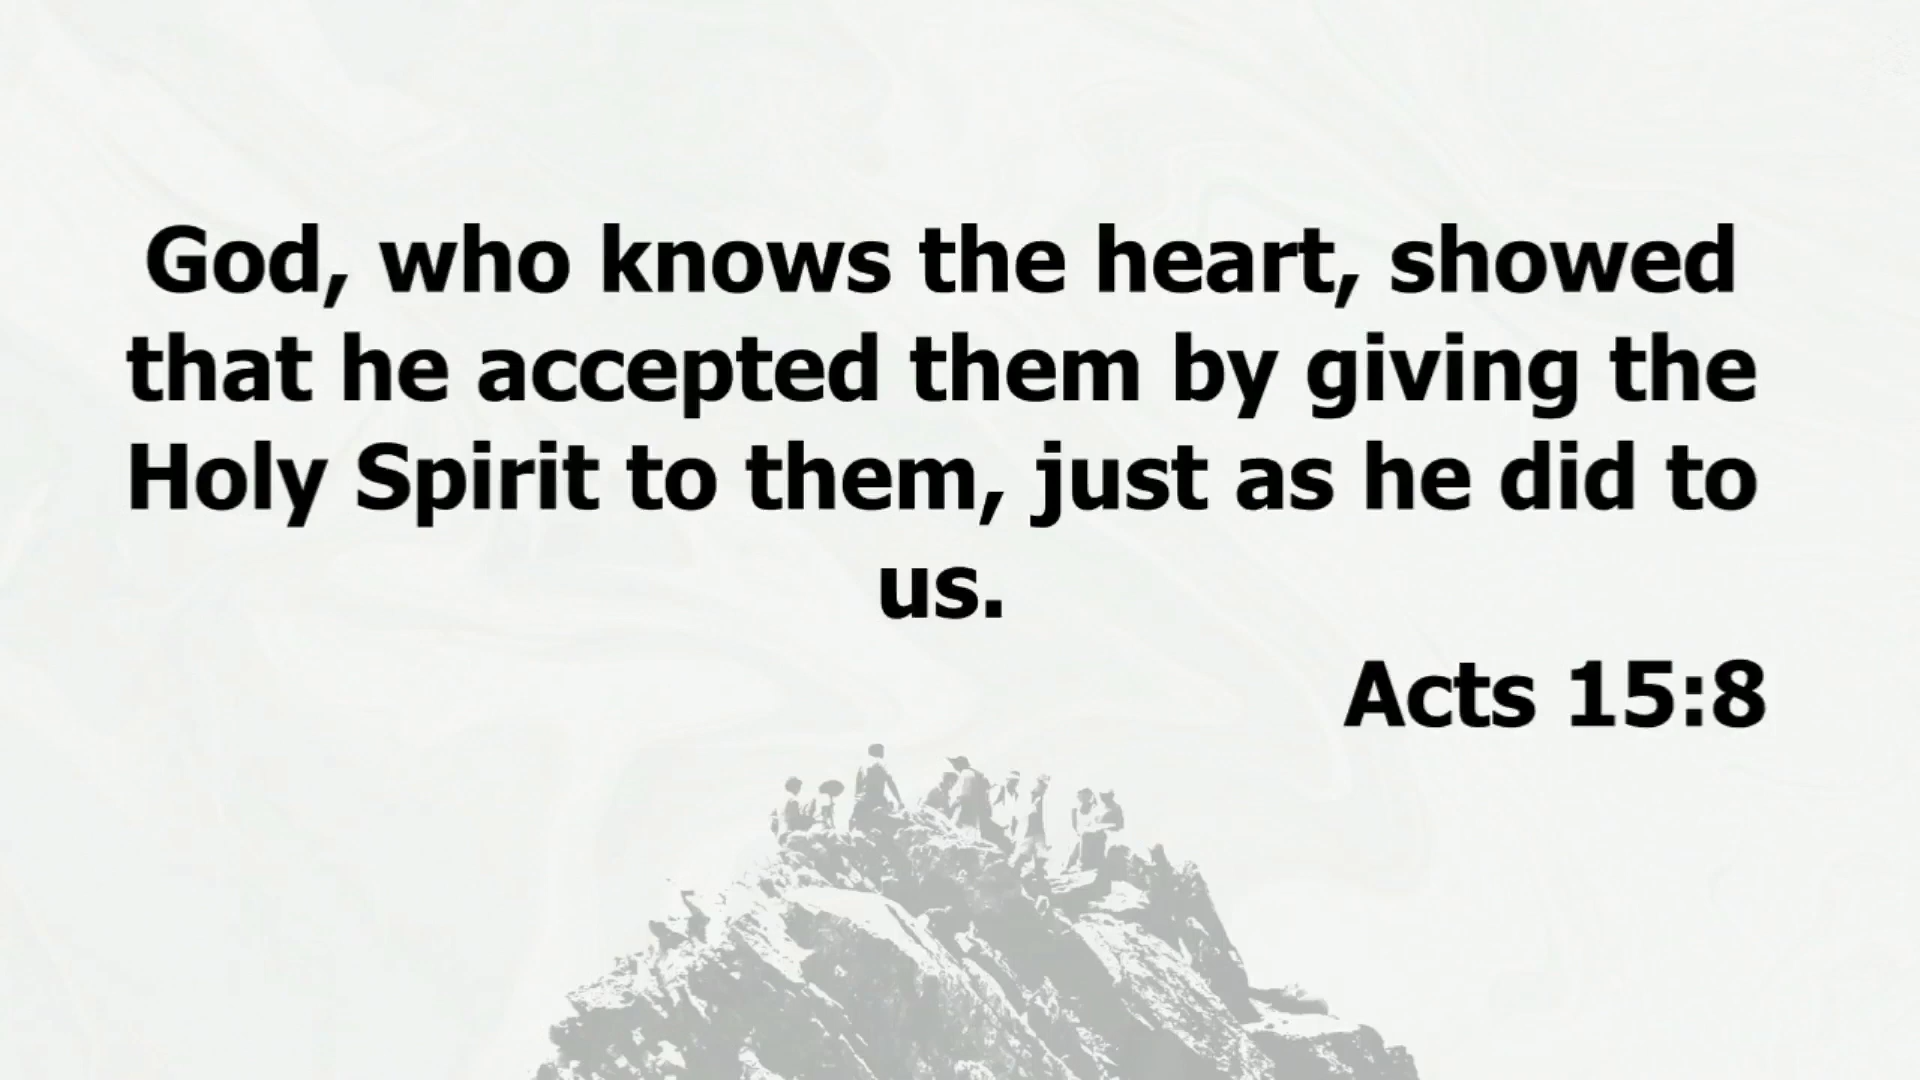 God, who knows the heart, showed
that he accepted them by giving the
Holy Spirit to them, just as he did to
us.
Acts 15:8